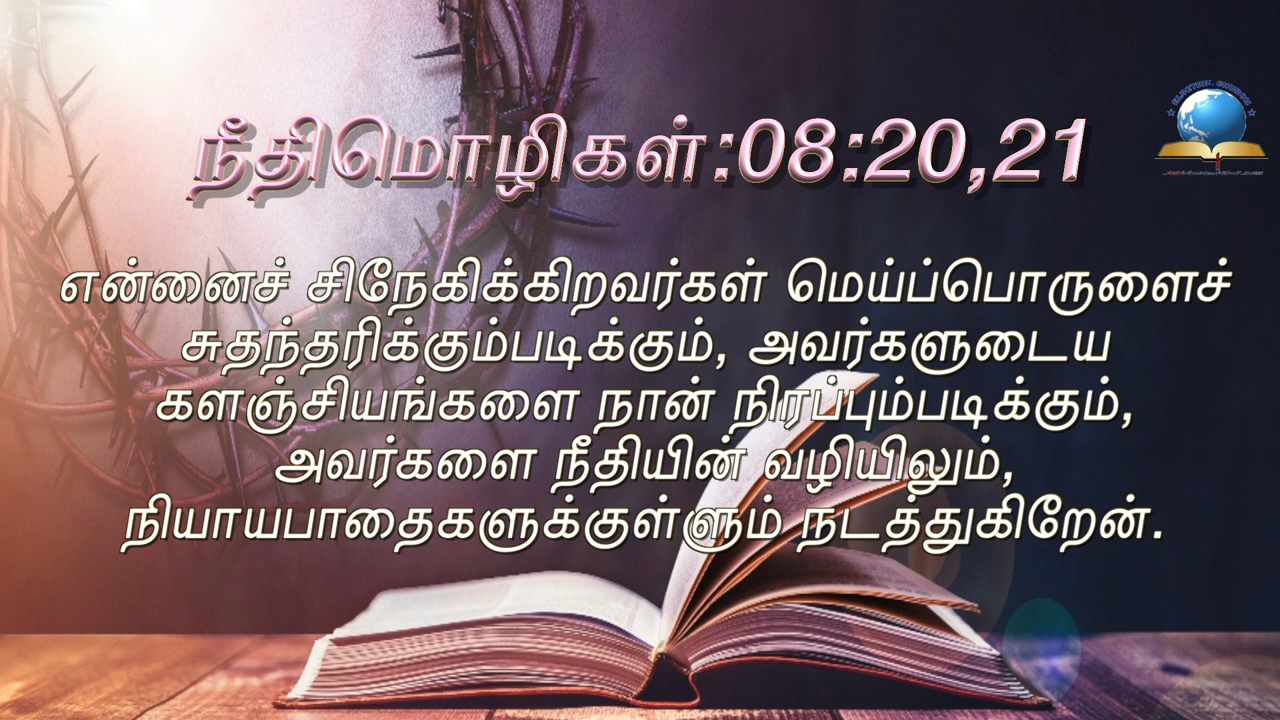 நீதிமொழிகள்:08:20,21
என்னைச் சிநேகிக்கிறவர்கள் மெய்ப்பொருளைச்
சுதந்தரிக்கும்படிக்கும், அவர்களுடைய
களஞ்சியங்களை நான் நிரப்பும்படிக்கும்,
அவர்களை நீதியின் வழியிலும்,
நியாயபாதைகளுக்குள்ளும் நடத்துகிறேன்.